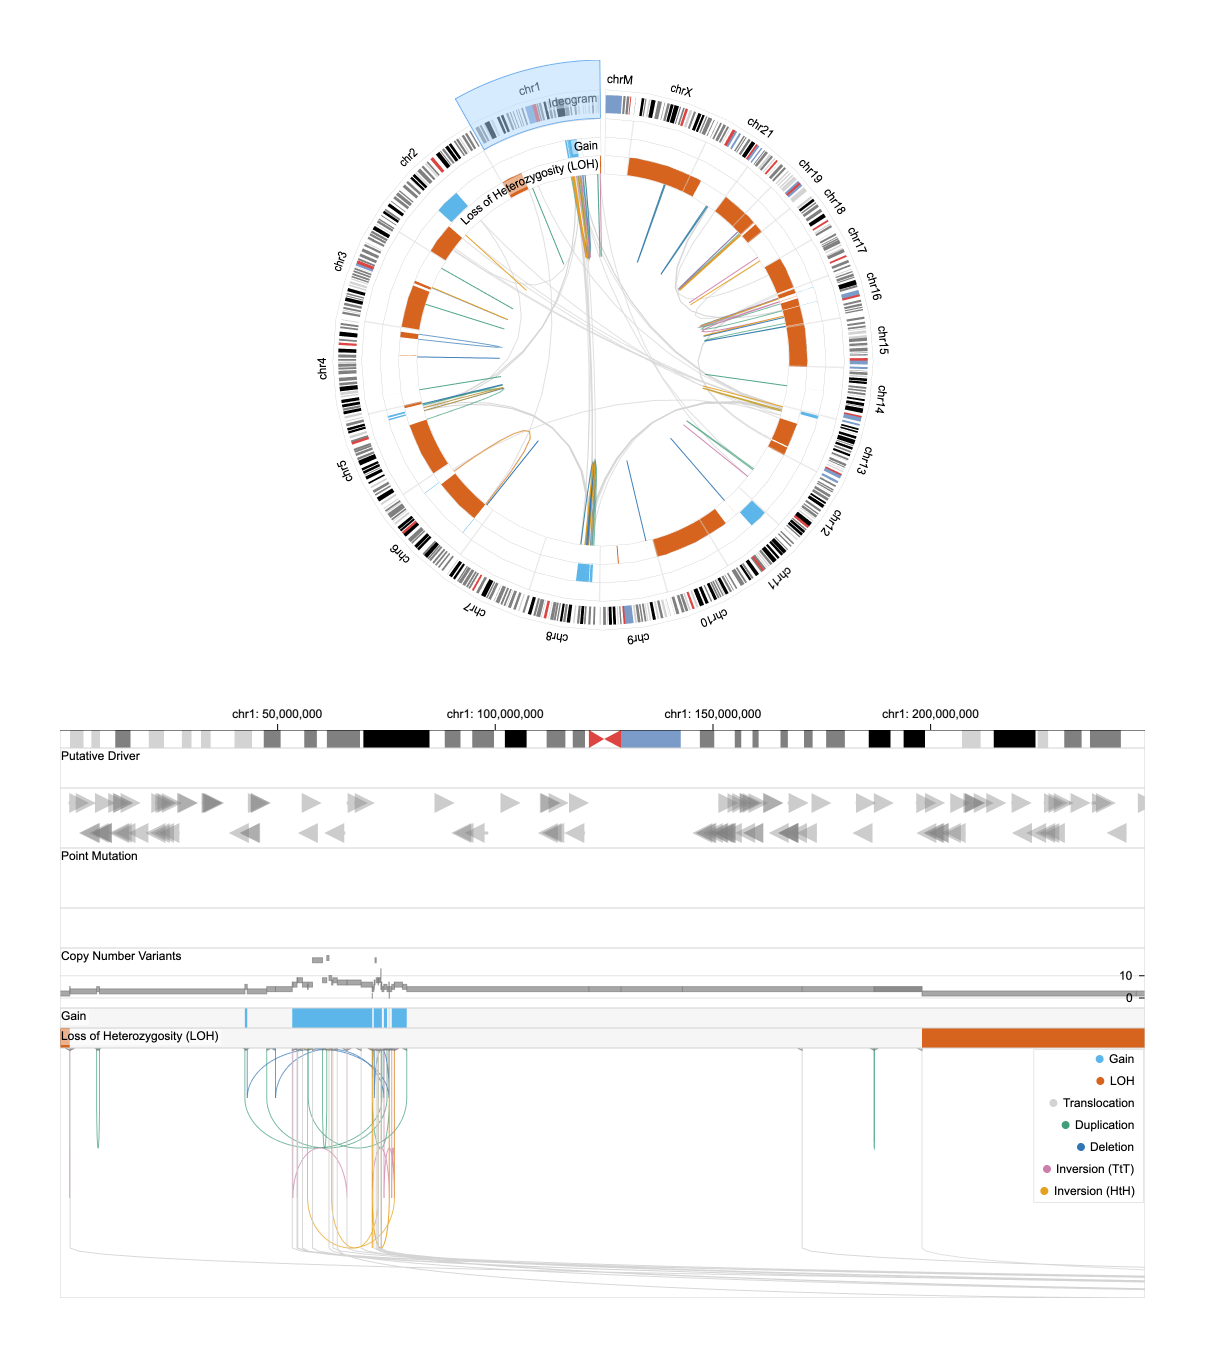 chrM
chrX
chr1
Ideogram
chr21
chr2
Gain
Loss of Heterozygosity (LOH)
chr19
chr18
chr17
chr3
chr16
chr15
chr4
chr14
chr13
chr5
chr12
chr6
chr11
chr7
chr10
chr8
chr9
chr1: 50,000,000
chr1: 100,000,000
chr1: 150,000,000
chr1: 200,000,000
Putative Driver
Point Mutation
Copy Number Variants
10
0
Gain
Loss of Heterozygosity (LOH)
Gain
LOH
Translocation
Duplication
Deletion
Inversion (TtT)
Inversion (HtH)